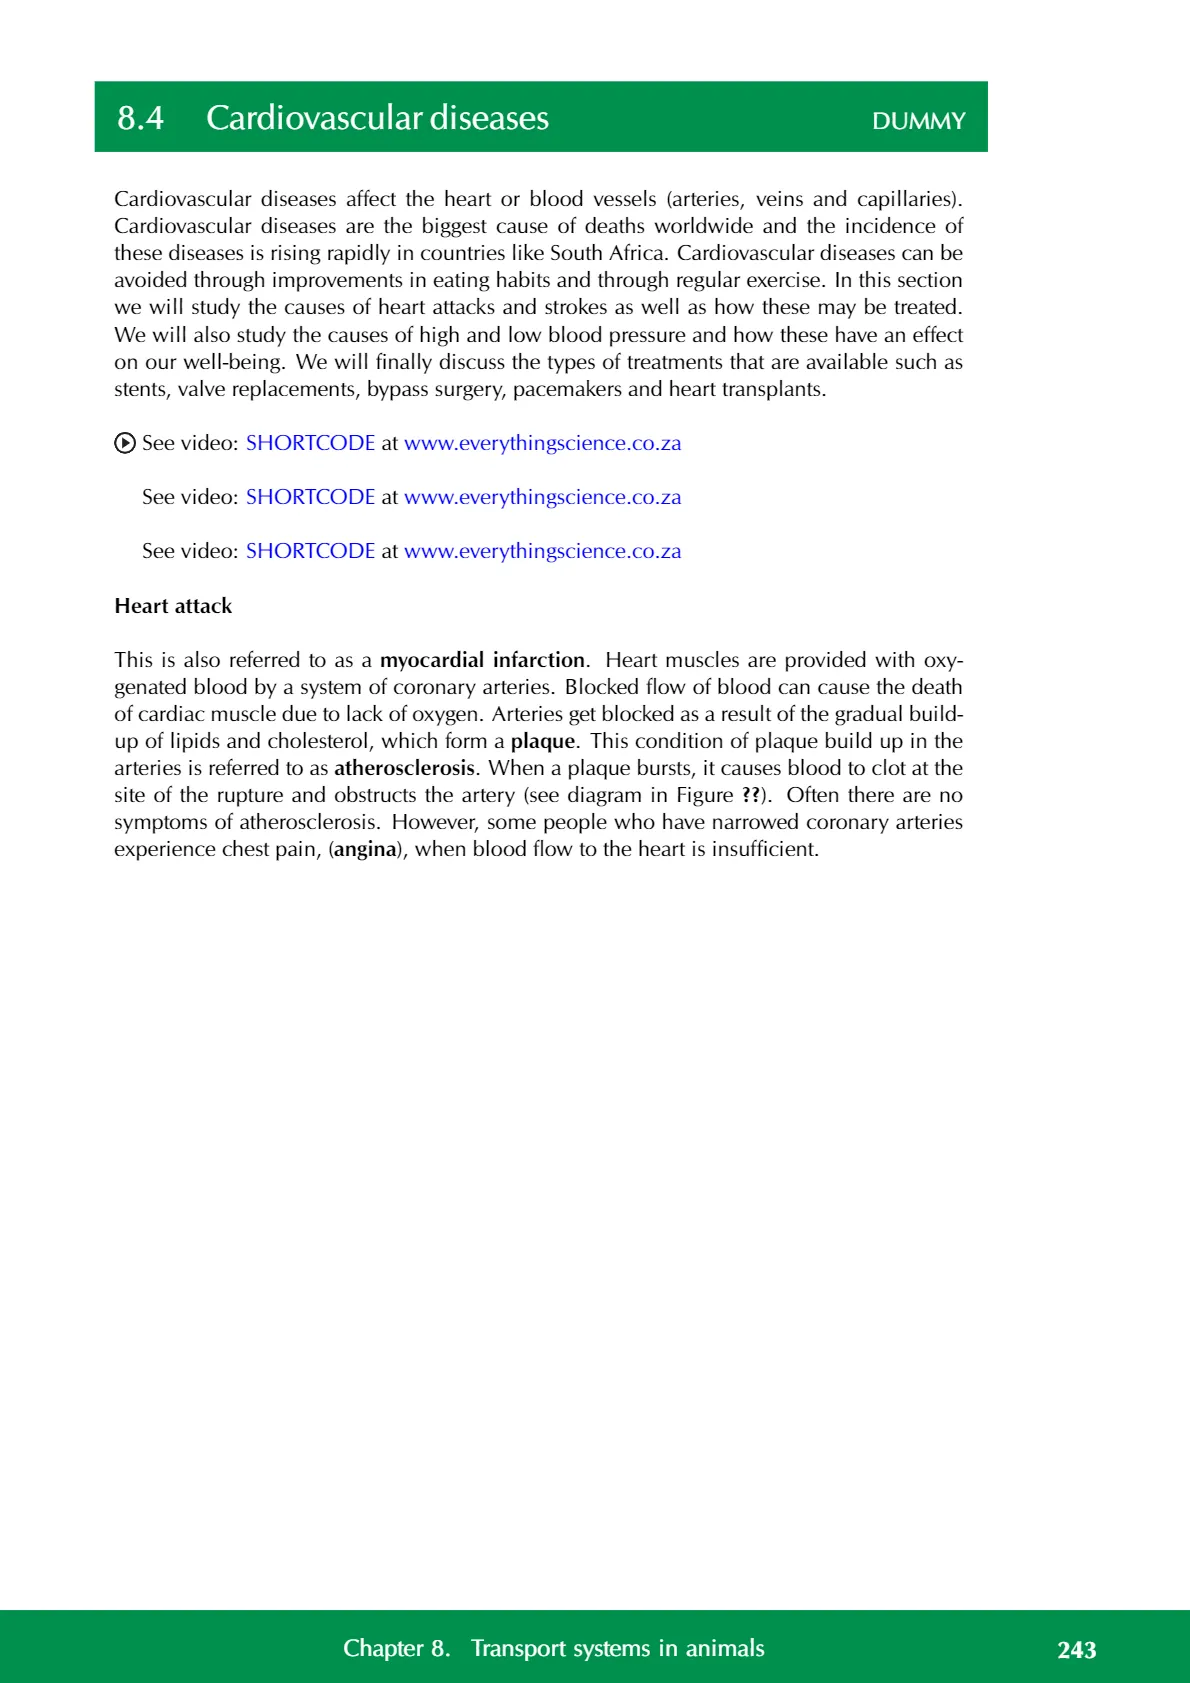 8.4 Cardiovascular diseases DUMMY
Cardiovascular diseases affect the heart or blood vessels (arteries, veins and capillaries).
Cardiovascular diseases are the biggest cause of deaths worldwide and the incidence of
these diseases is rising rapidly in countries like South Africa. Cardiovascular diseases can be
avoided through improvements in eating habits and through regular exercise. In this section
we will study the causes of heart attacks and strokes as well as how these may be treated.
We will also study the causes of high and low blood pressure and how these have an effect
on our well-being. We will finally discuss the types of treatments that are available such as
stents, valve replacements, bypass surgery, pacemakers and heart transplants.
See video: SHORTCODE at www.everythingscience.co.za
See video: SHORTCODE at www.everythingscience.co.za
See video: SHORTCODE at www.everythingscience.co.za
Heart attack
This is also referred to as a myocardial infarction. Heart muscles are provided with oxy-
genated blood by a system of coronary arteries. Blocked flow of blood can cause the death
of cardiac muscle due to lack of oxygen. Arteries get blocked as a result of the gradual build-
up of lipids and cholesterol, which form a plaque. This condition of plaque build up in the
arteries is referred to as atherosclerosis. When a plaque bursts, it causes blood to clot at the
site of the rupture and obstructs the artery (see diagram in Figure ??). Often there are no
symptoms of atherosclerosis. However, some people who have narrowed coronary arteries
experience chest pain, (angina), when blood flow to the heart is insufficient.
Chapter 8. Transport systems in animals 243